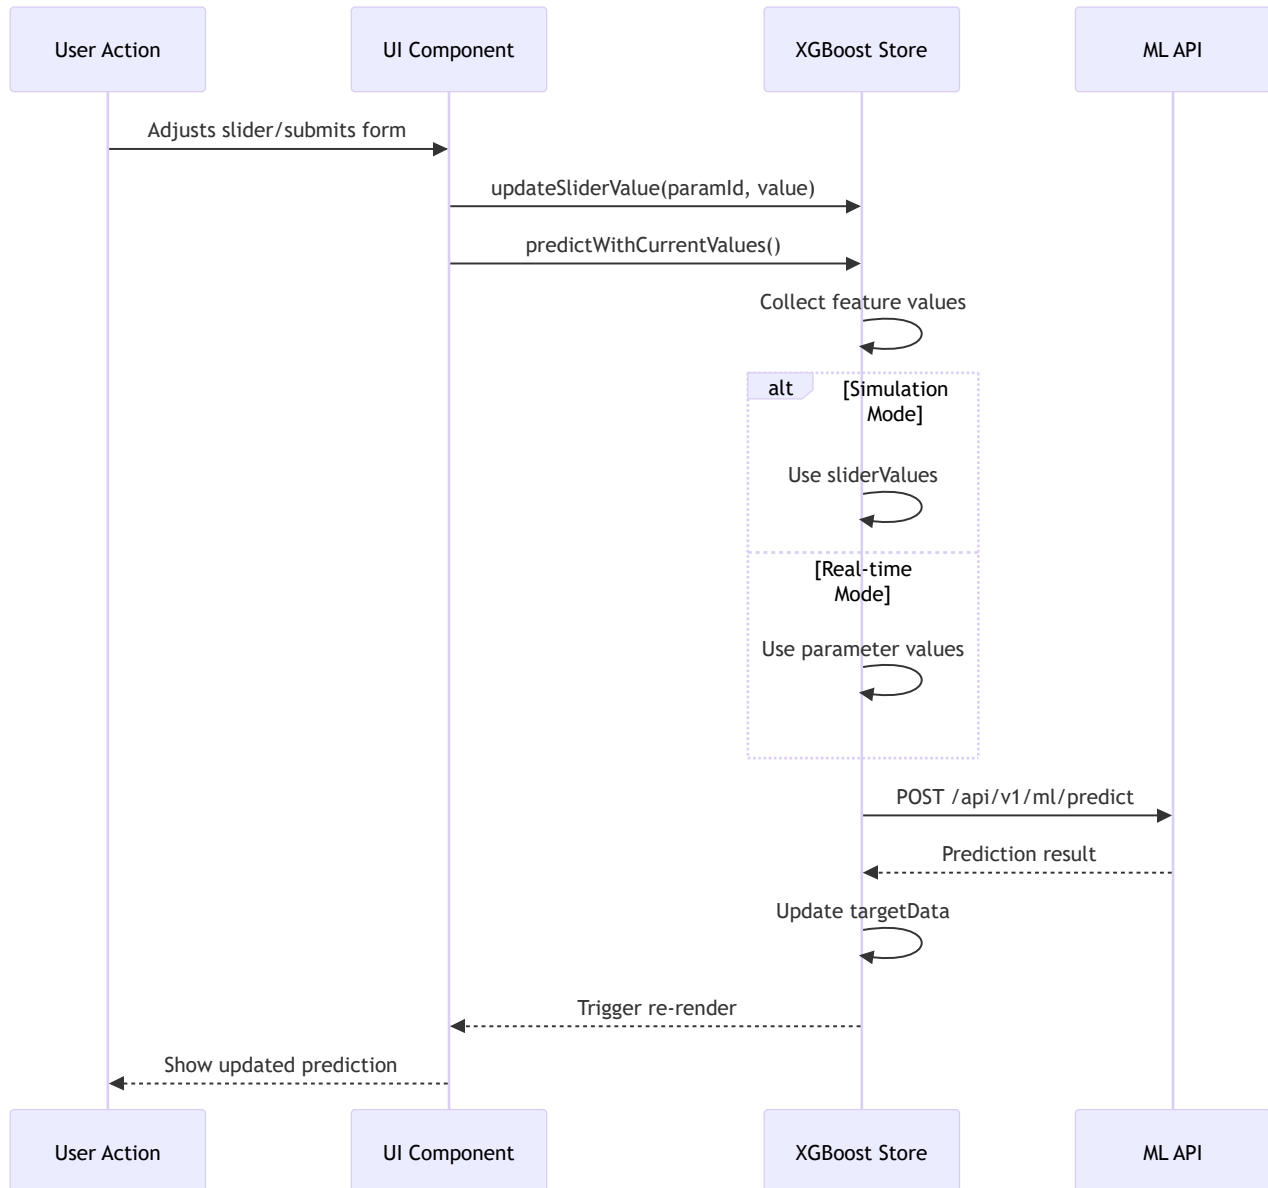 User Action
UI Component
XGBoost Store
ML API
Adjusts slider/submits form
updateSliderValue(paramId, value)
predictWithCurrentValues()
Collect feature values
alt
[Simulation
Mode]
Use sliderValues
[Real-time
Mode]
Use parameter values
POST /api/v1/ml/predict
Prediction result
Update targetData
Trigger re-render
Show updated prediction
User Action
UI Component
XGBoost Store
ML API